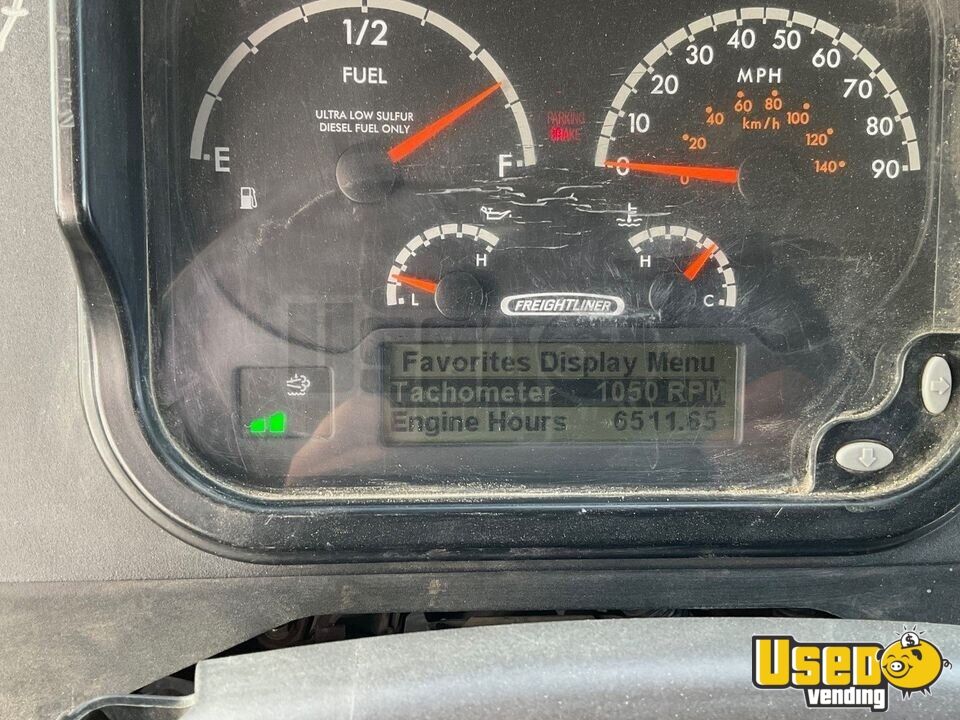 1/2
FUEL
ULTRA LOW SULFUR
DIESEL FUEL ONLY
E
F
PARKING
BRAKE
0 10 20 30 40 50 60 70 80 90
MPH
0 20 40 60 80 100 120 140
km/h
L H
H C
FREIGHTLINER
Favorites Display Menu
Tachometer 1050 RPM
Engine Hours 6511.65
USED
vending